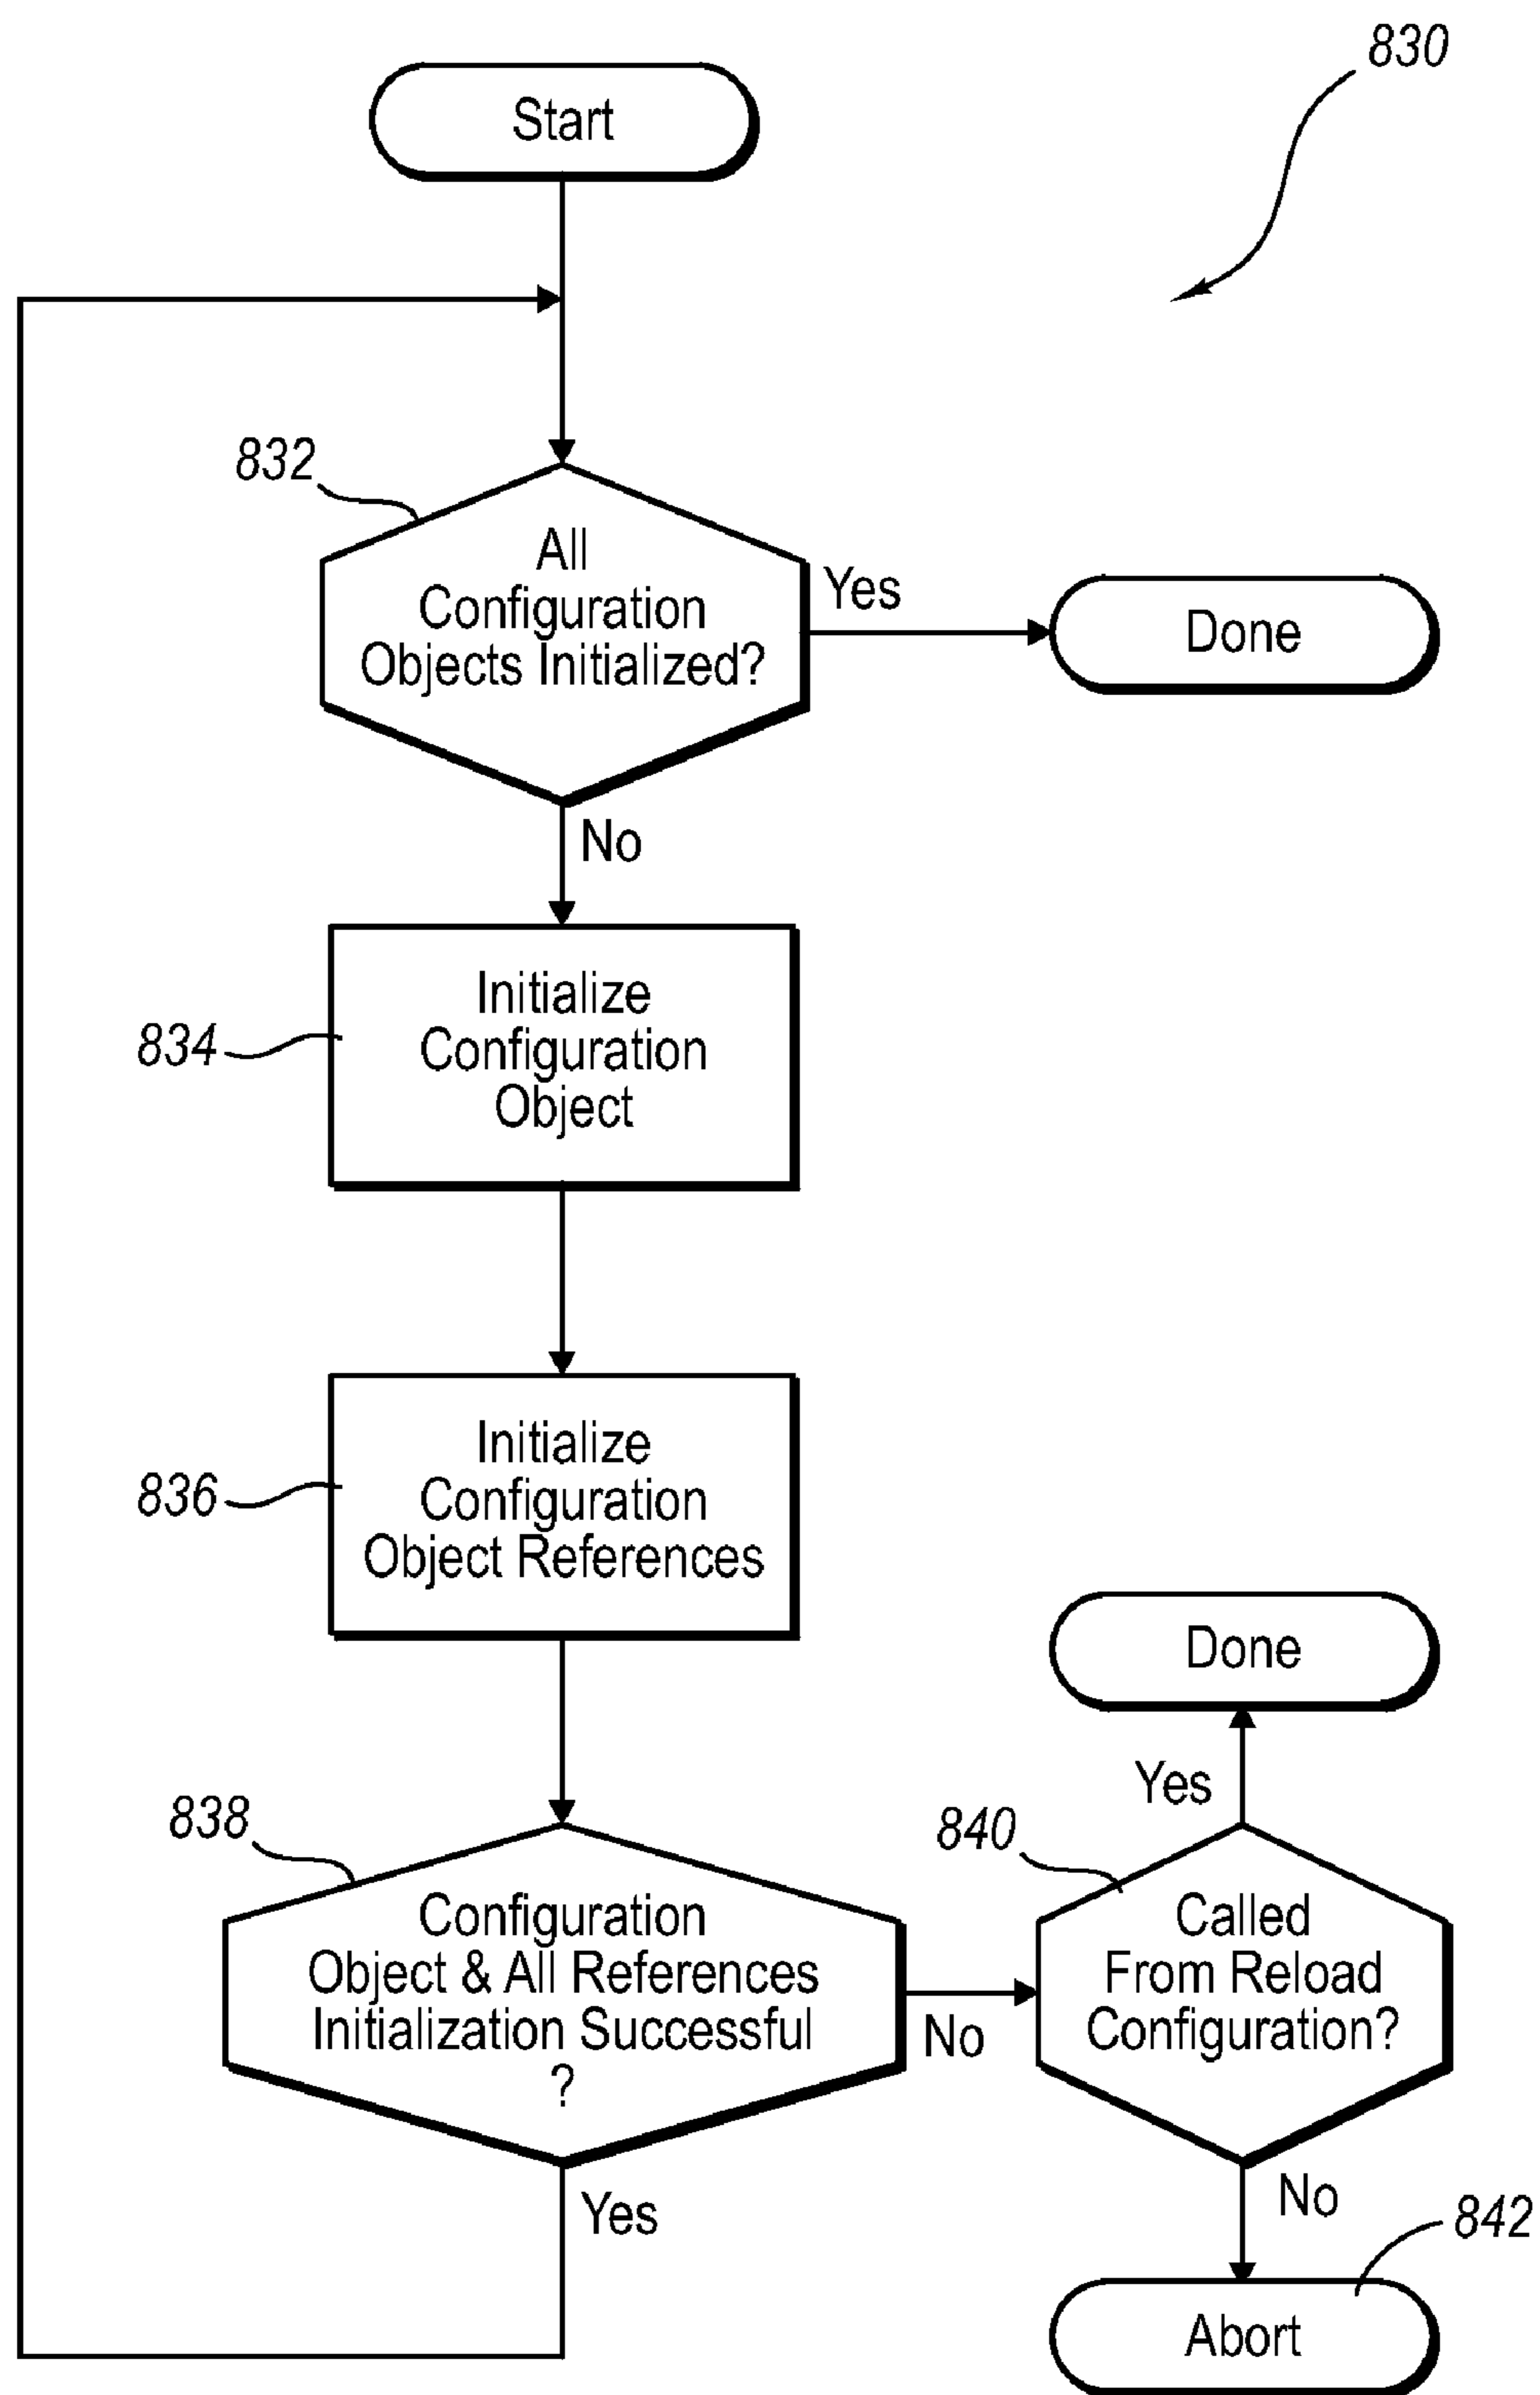 830
Start
832
All
Configuration
Objects Initialized?
Yes
Done
No
834
Initialize
Configuration
Object
836
Initialize
Configuration
Object References
Done
Yes
838
Configuration
Object & All References
Initialization Successful
?
No
840
Called
From Reload
Configuration?
Yes
No
842
Abort